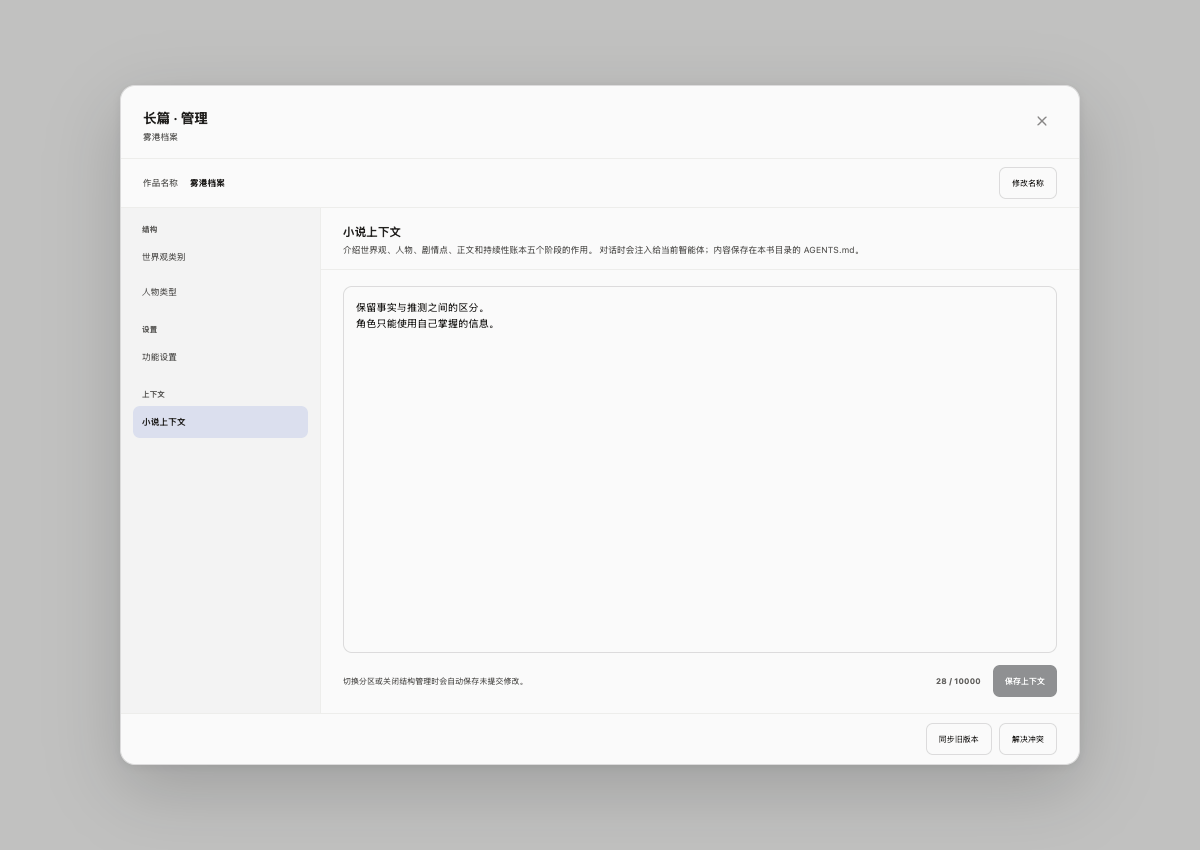 长篇 · 管理
雾港档案
作品名称 雾港档案
修改名称
结构
世界观类别
人物类型
设置
功能设置
上下文
小说上下文
小说上下文
介绍世界观、人物、剧情点、正文和持续性账本五个阶段的作用。 对话时会注入给当前智能体；内容保存在本书目录的 AGENTS.md。
保留事实与推测之间的区分。
角色只能使用自己掌握的信息。
切换分区或关闭结构管理时会自动保存未提交修改。
28 / 10000
保存上下文
同步旧版本
解决冲突